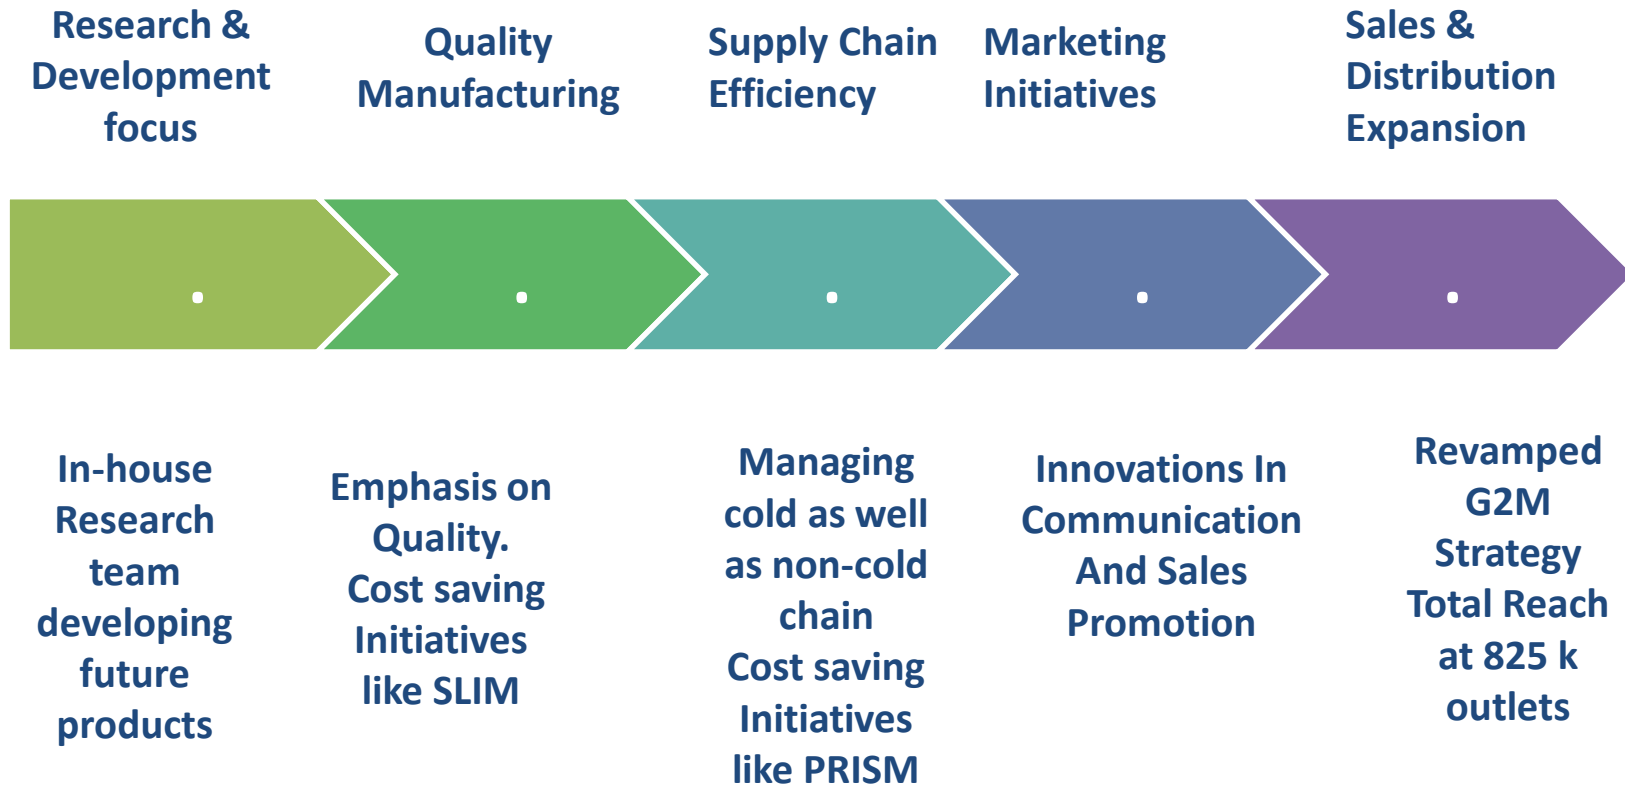 Research &
Development
focus
Quality
Manufacturing
Supply Chain
Efficiency
Marketing
Initiatives
Sales &
Distribution
Expansion
In-house
Research
team
developing
future
products
Emphasis on
Quality.
Cost saving
Initiatives
like SLIM
Managing
cold as well
as non-cold
chain
Cost saving
Initiatives
like PRISM
Innovations In
Communication
And Sales
Promotion
Revamped
G2M
Strategy
Total Reach
at 825 k
outlets